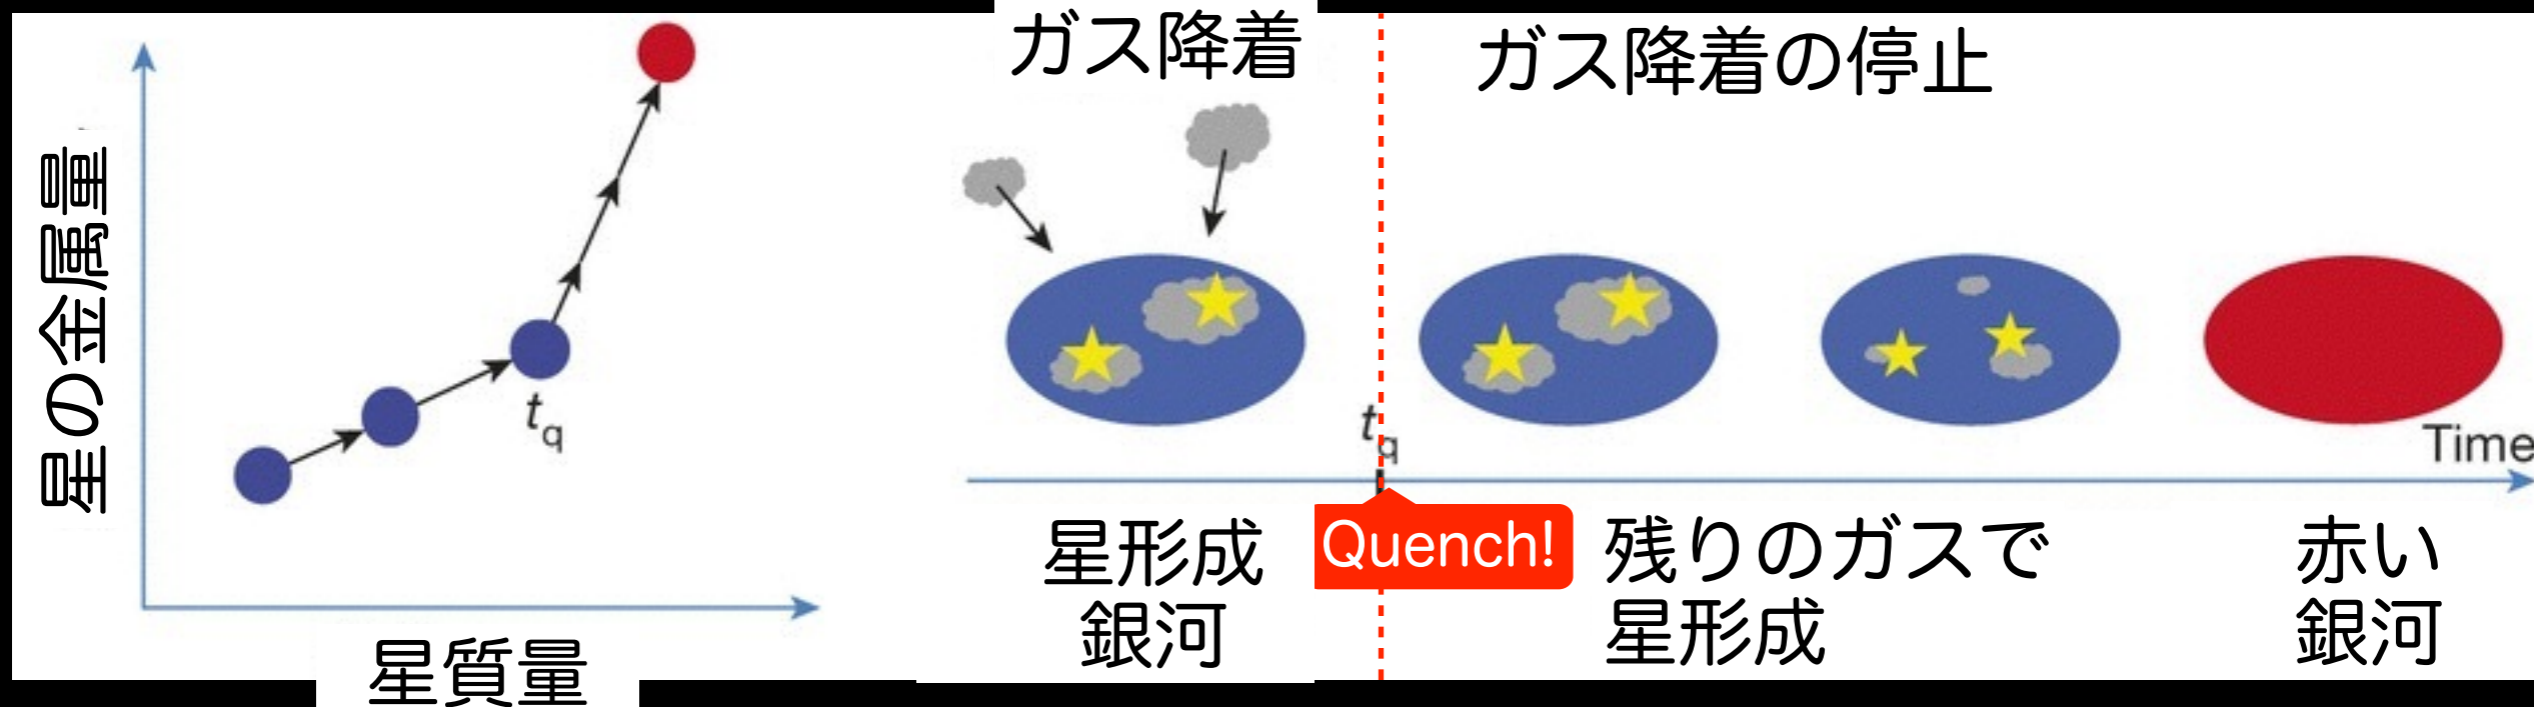 星の金属量
tq
星質量
ガス降着
ガス降着の停止
tq
Time
Quench!
星形成
銀河
残りのガスで
星形成
赤い
銀河